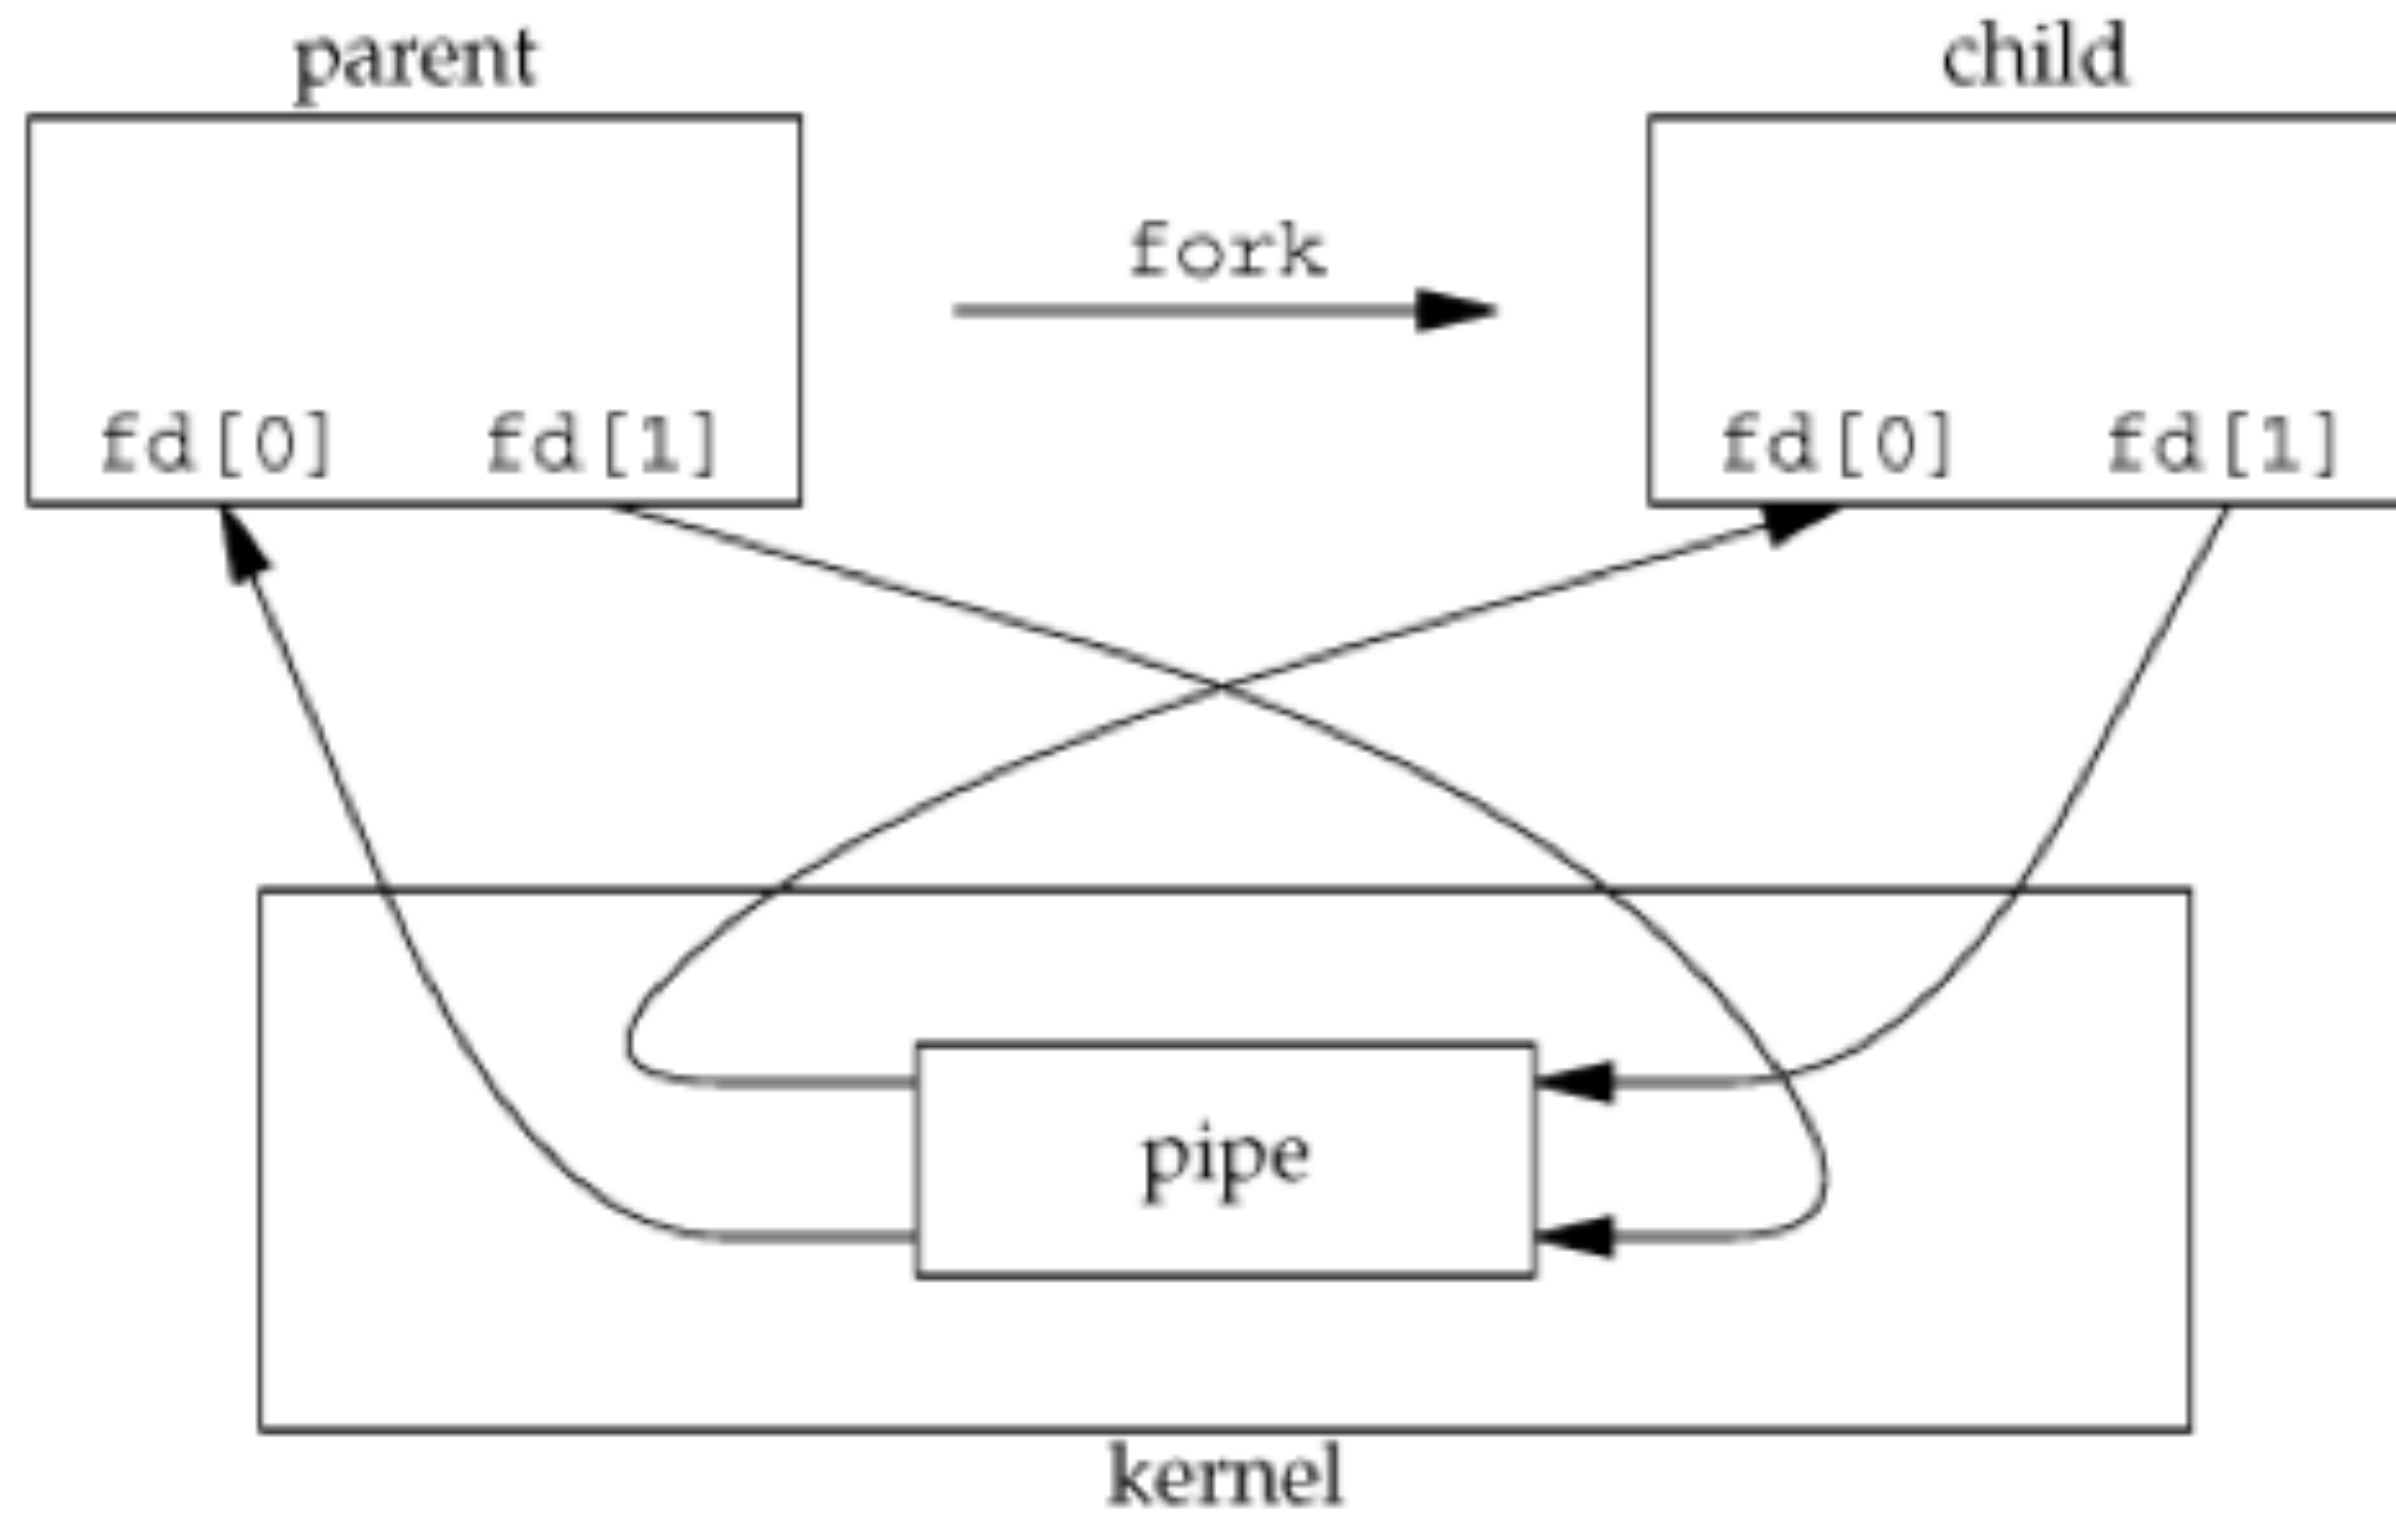 parent
child
fork
fd[0]
fd[1]
fd[0]
fd[1]
pipe
kernel